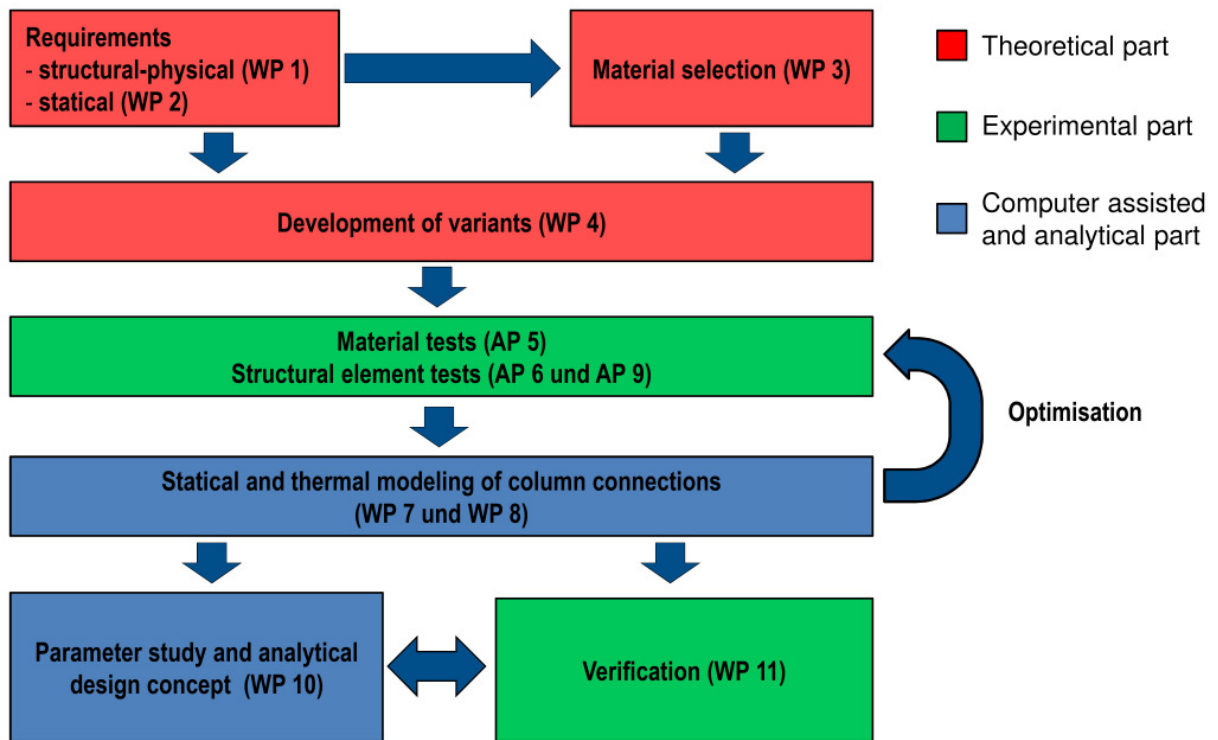 Requirements
- structural-physical (WP 1)
- statical (WP 2)
Material selection (WP 3)
Theoretical part
Experimental part
Computer assisted
and analytical part
Development of variants (WP 4)
Material tests (AP 5)
Structural element tests (AP 6 und AP 9)
Optimisation
Statical and thermal modeling of column connections
(WP 7 und WP 8)
Parameter study and analytical
design concept (WP 10)
Verification (WP 11)